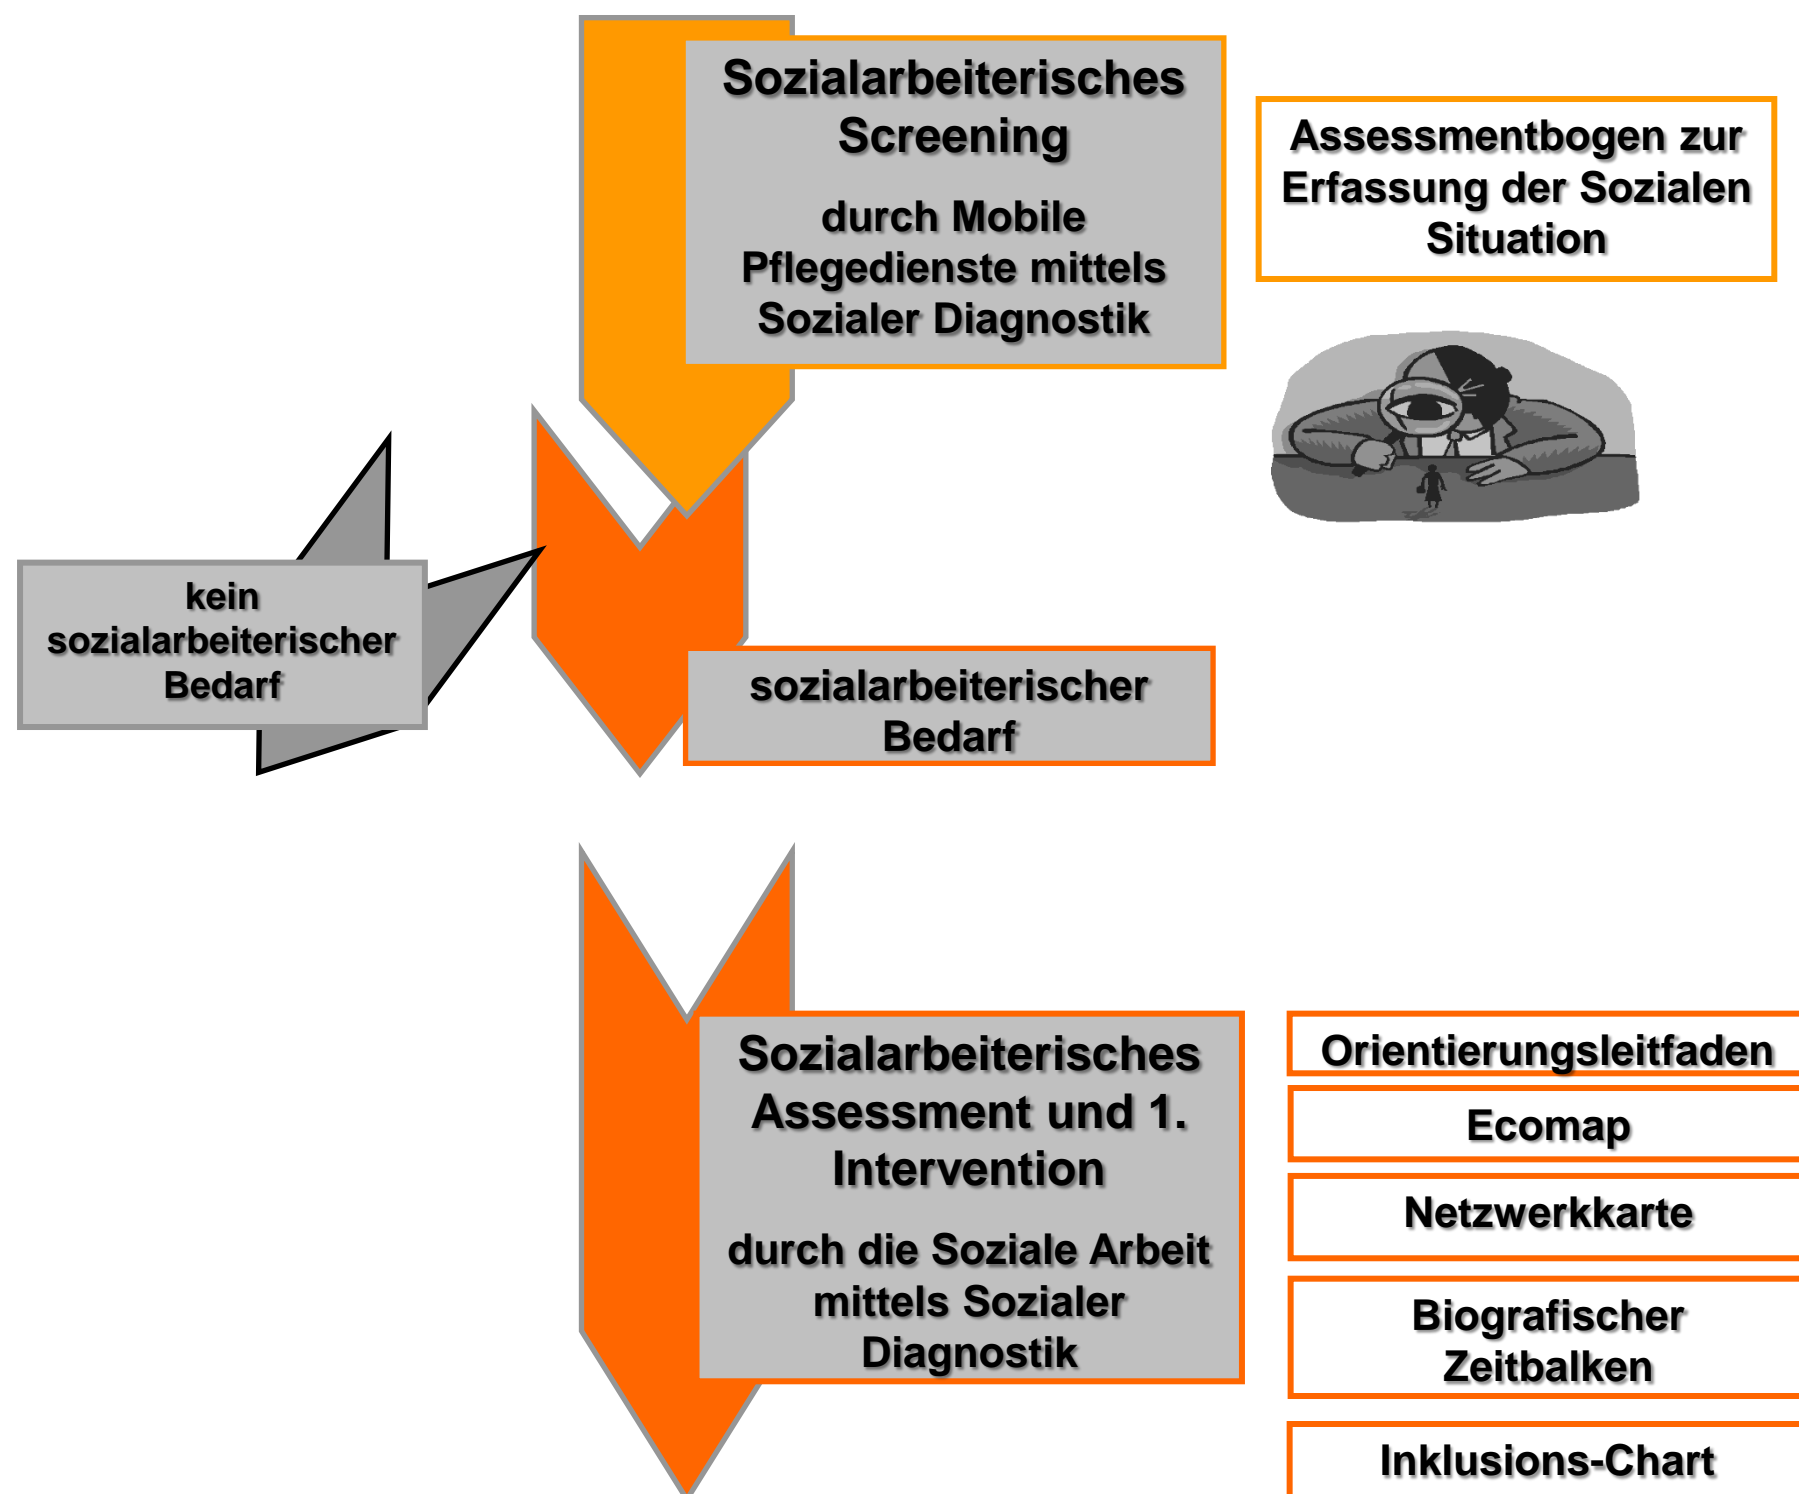 Sozialarbeiterisches
Screening
durch Mobile
Pflegedienste mittels
Sozialer Diagnostik
Assessmentbogen zur
Erfassung der Sozialen
Situation
kein
sozialarbeiterischer
Bedarf
sozialarbeiterischer
Bedarf
Sozialarbeiterisches
Assessment und 1.
Intervention
durch die Soziale Arbeit
mittels Sozialer
Diagnostik
Orientierungsleitfaden
Ecomap
Netzwerkkarte
Biografischer
Zeitbalken
Inklusions-Chart